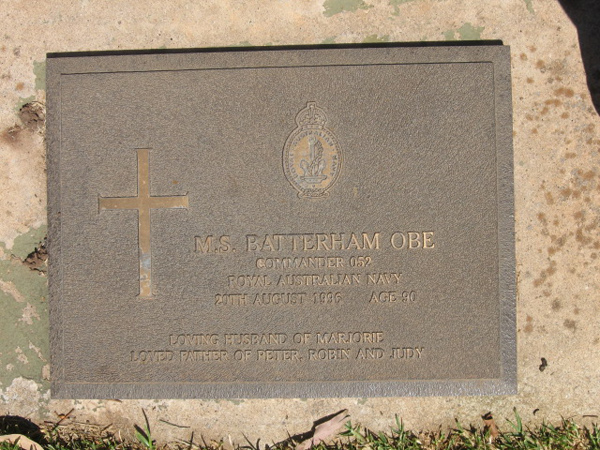 M.S. BATTERHAM OBE
COMMANDER 052
ROYAL AUSTRALIAN NAVY
20TH AUGUST 1996 AGE 90
LOVING HUSBAND OF MARJORIE
LOVED FATHER OF PETER, ROBIN AND JUDY